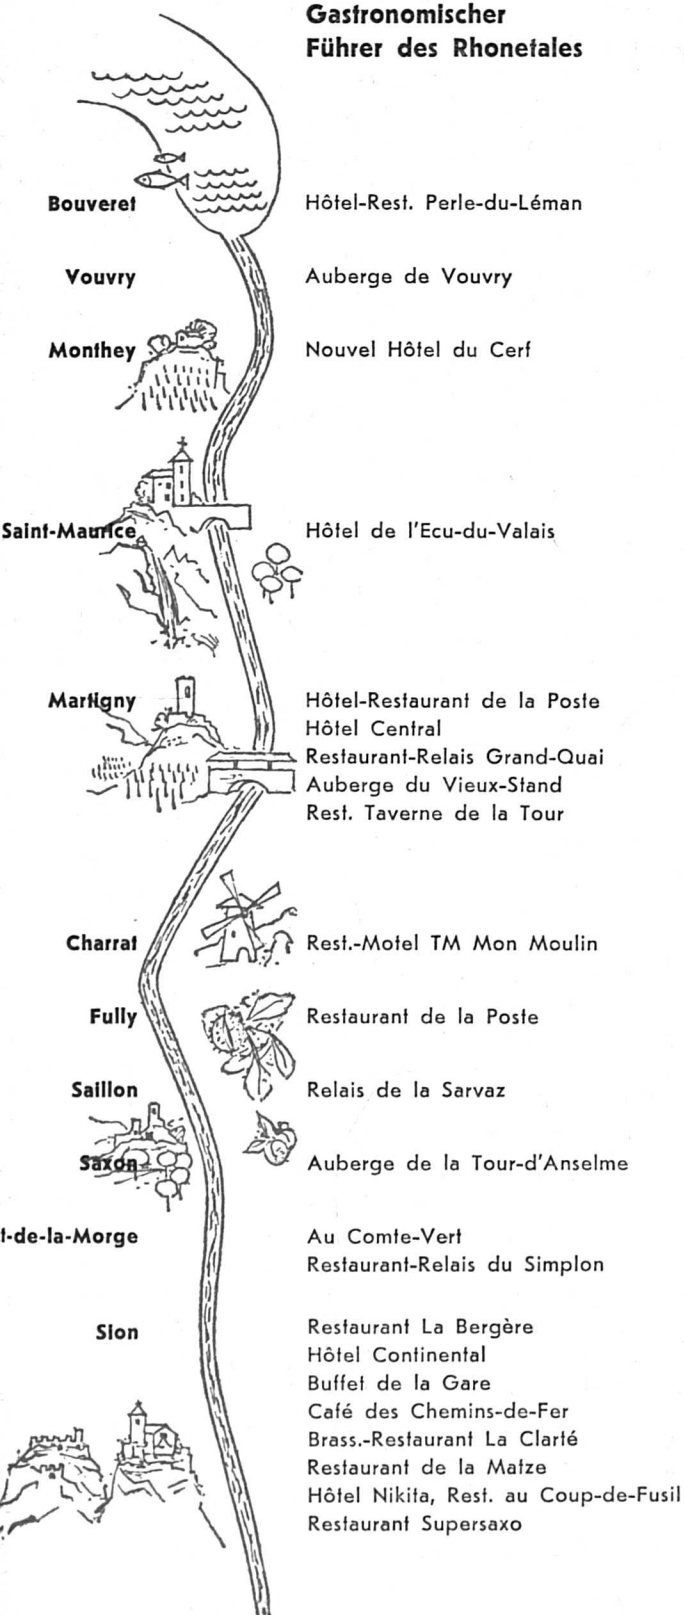 Gastronomischer
Führer des Rhonetales
Bouveret Hôtel-Rest. Perle-du-Léman
Vouvry Auberge de Vouvry
Monthey Nouvel Hôtel du Cerf
Saint-Maurice Hôtel de l'Ecu-du-Valais
Martigny Hôtel-Restaurant de la Poste
Hôtel Central
Restaurant-Relais Grand-Quai
Auberge du Vieux-Stand
Rest. Taverne de la Tour
Charrat Rest.-Motel TM Mon Moulin
Fully Restaurant de la Poste
Saillon Relais de la Sarvaz
Saxon Auberge de la Tour-d'Anselme
t-de-la-Morge Au Comte-Vert
Restaurant-Relais du Simplon
Sion Restaurant La Bergère
Hôtel Continental
Buffet de la Gare
Café des Chemins-de-Fer
Brass.-Restaurant La Clarté
Restaurant de la Matze
Hôtel Nikita, Rest. au Coup-de-Fusil
Restaurant Supersaxo